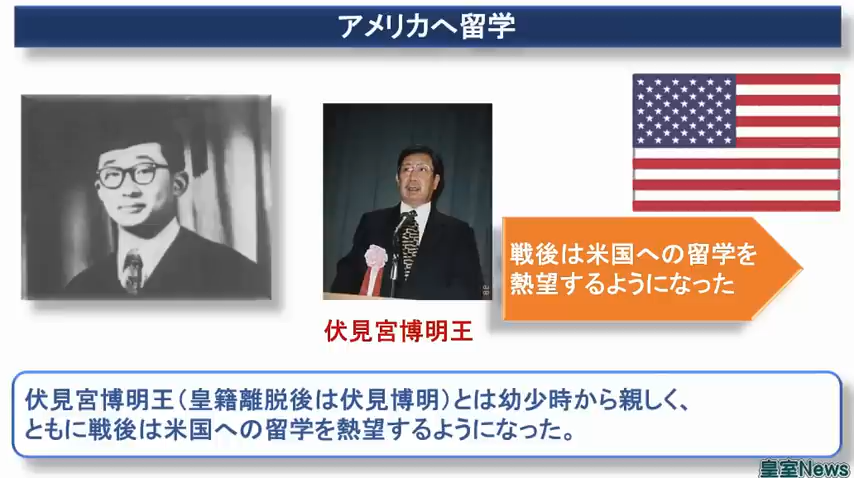 アメリカへ留学
伏見宮博明王
戦後は米国への留学を
熱望するようになった
伏見宮博明王（皇籍離脱後は伏見博明）とは幼少時から親しく、
ともに戦後は米国への留学を熱望するようになった。
皇室News